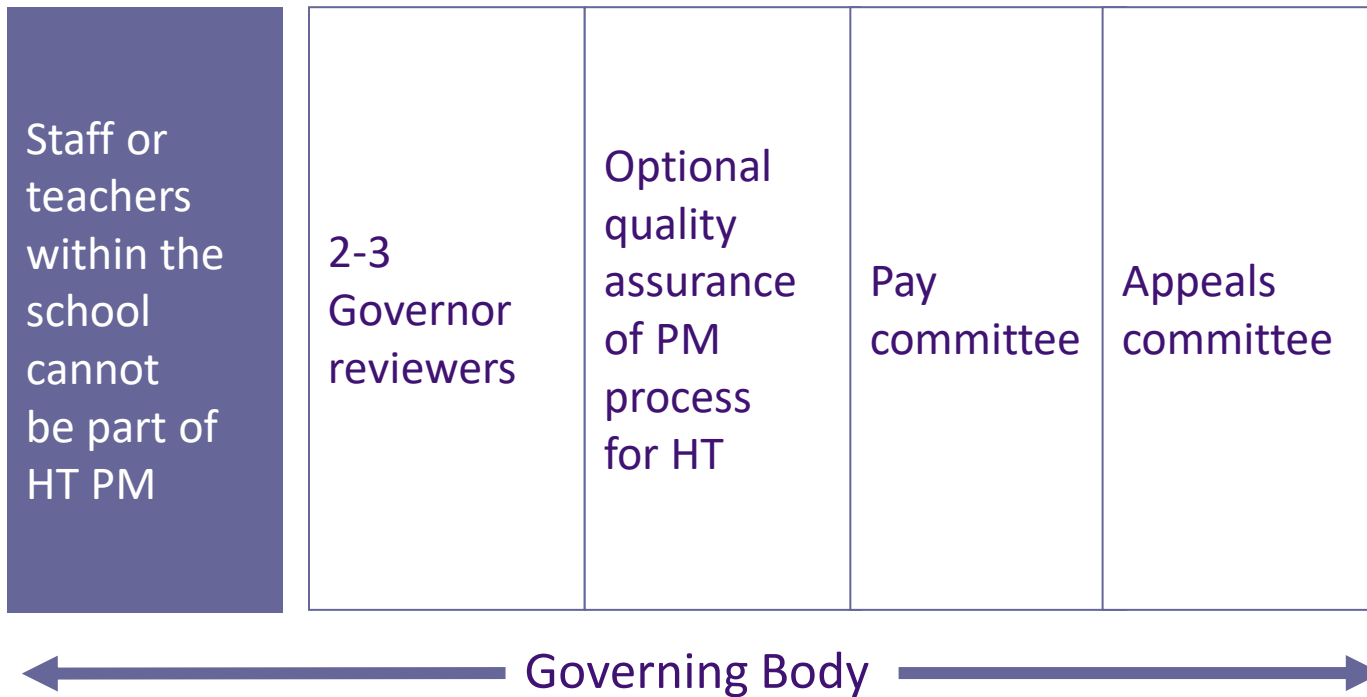 Staff or
teachers
within the
school
cannot
be part of
HT PM
2-3
Governor
reviewers
Optional
quality
assurance
of PM
process
for HT
Pay
committee
Appeals
committee
Governing Body